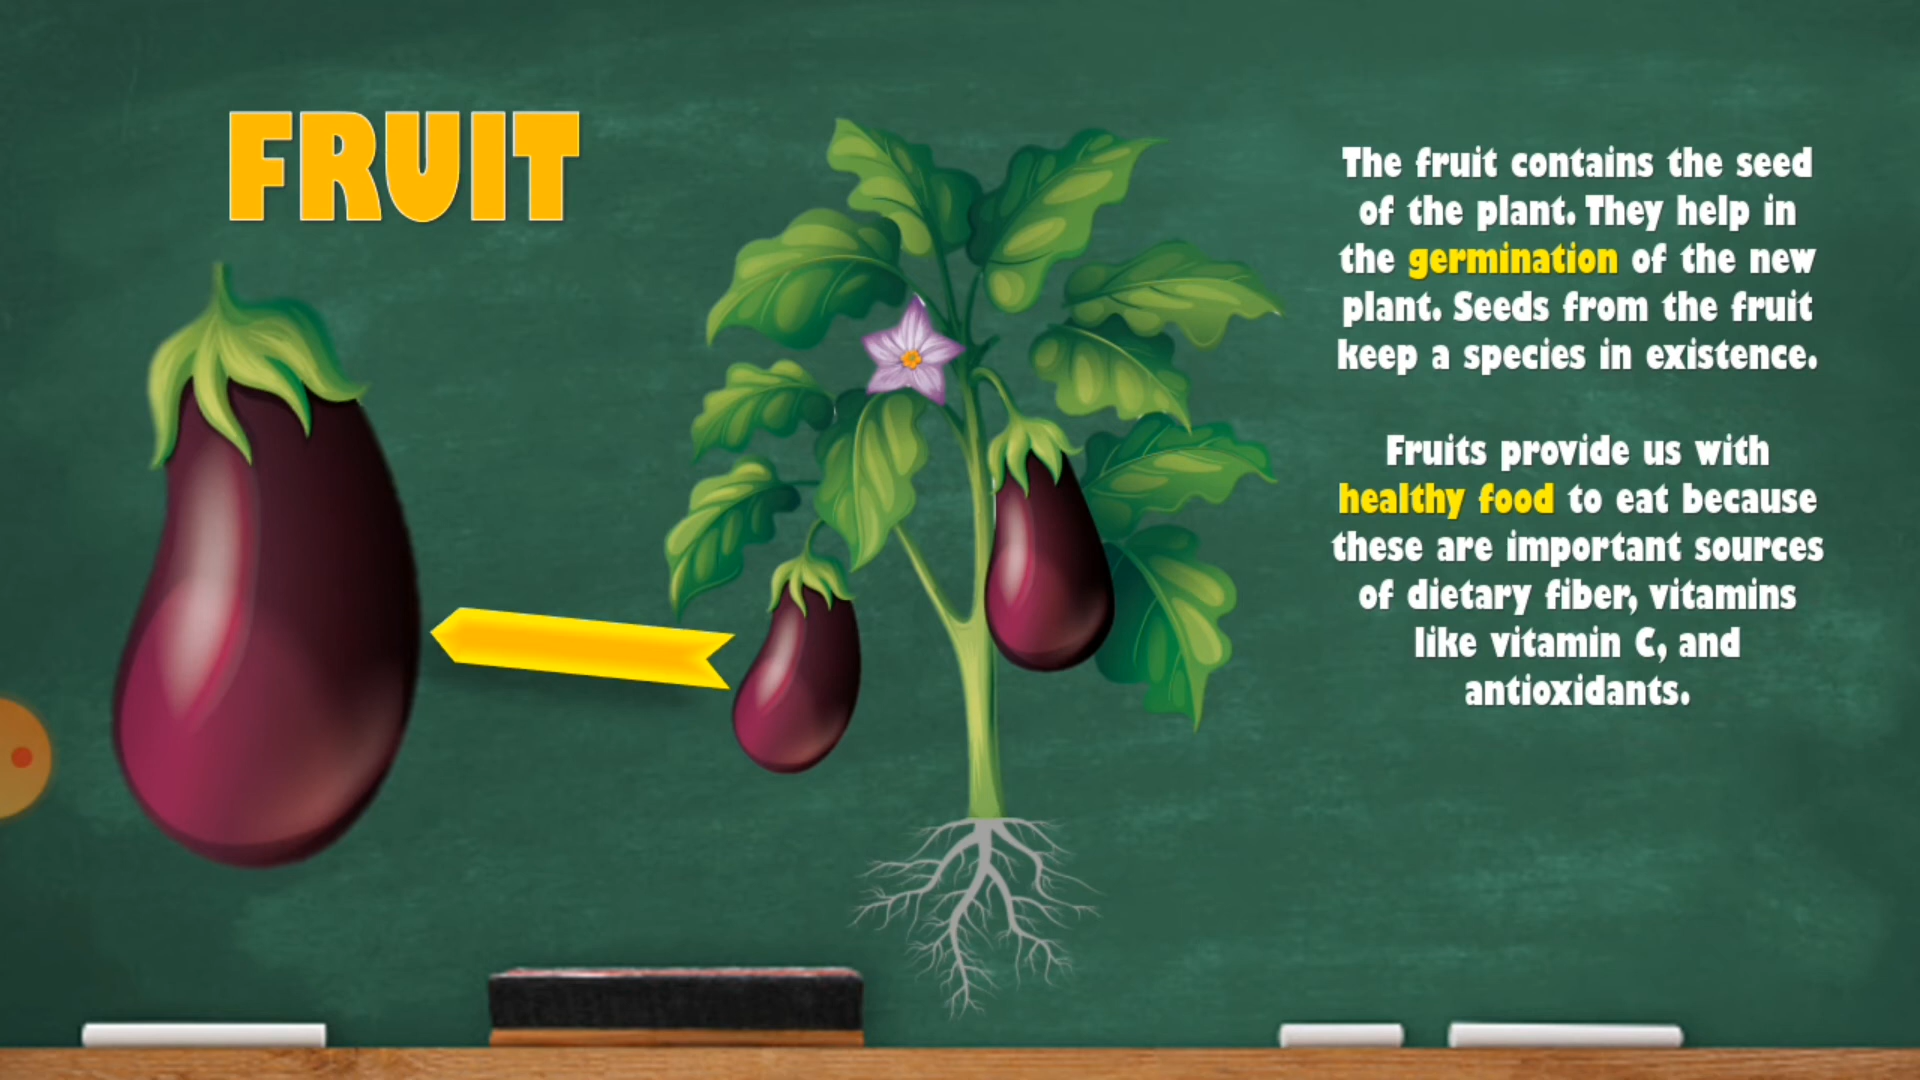 FRUIT
The fruit contains the seed
of the plant. They help in
the germination of the new
plant. Seeds from the fruit
keep a species in existence.
Fruits provide us with
healthy food to eat because
these are important sources
of dietary fiber, vitamins
like vitamin C, and
antioxidants.